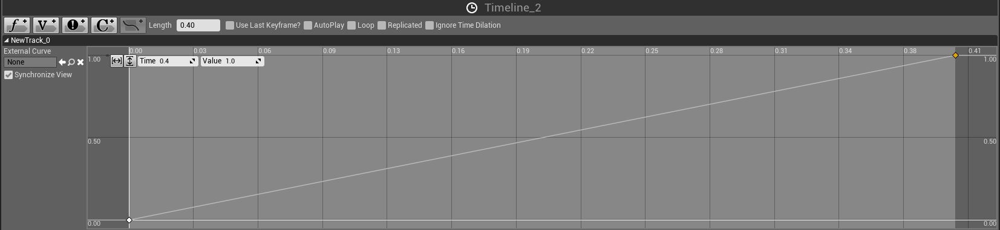 Timeline_2
f+ V+ !+ C+ + Length 0.40 Use Last Keyframe? AutoPlay Loop Replicated Ignore Time Dilation
NewTrack_0
External Curve 0.00 0.03 0.06 0.09 0.13 0.16 0.19 0.22 0.25 0.28 0.31 0.34 0.38 0.41
None 1.00 Time 0.4 Value 1.0 1.00
Synchronize View
0.50 0.50
0.00 0.00